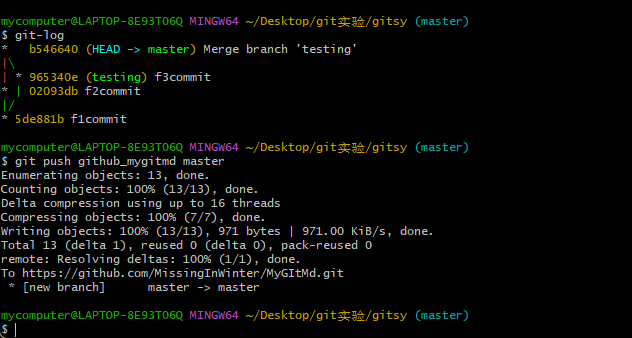 mycomputer@LAPTOP-8E93T06Q MINGW64 ~/Desktop/git实验/gitsy (master)
$ git-log
*   b546640 (HEAD -> master) Merge branch 'testing'
|\
| * 965340e (testing) f3commit
* | 02093db f2commit
|/
* 5de881b f1commit
mycomputer@LAPTOP-8E93T06Q MINGW64 ~/Desktop/git实验/gitsy (master)
$ git push github_mygitmd master
Enumerating objects: 13, done.
Counting objects: 100% (13/13), done.
Delta compression using up to 16 threads
Compressing objects: 100% (7/7), done.
Writing objects: 100% (13/13), 971 bytes | 971.00 KiB/s, done.
Total 13 (delta 1), reused 0 (delta 0), pack-reused 0
remote: Resolving deltas: 100% (1/1), done.
To https://github.com/MissingInWinter/MyGItMd.git
 * [new branch]      master -> master
mycomputer@LAPTOP-8E93T06Q MINGW64 ~/Desktop/git实验/gitsy (master)
$